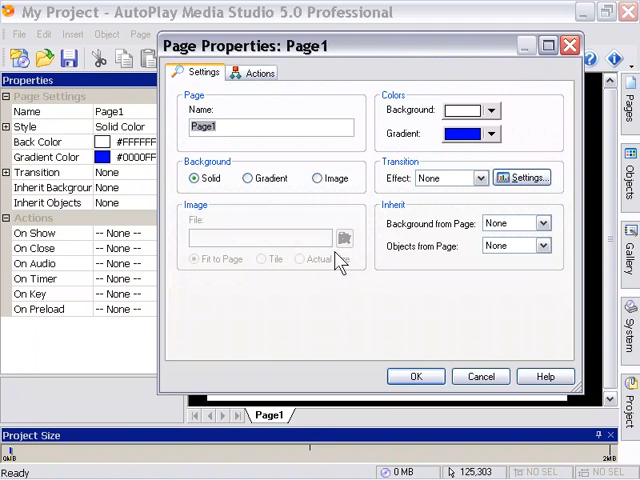 My Project - AutoPlay Media Studio 5.0 Professional
File Edit Insert Object Page
Properties
Page Settings
Name Page1
Style Solid Color
Back Color #FFFFFF
Gradient Color #0000FF
Transition None
Inherit Backgroun None
Inherit Objects None
Actions
On Show -- None
On Close -- None
On Audio -- None
On Timer -- None
On Key -- None
On Preload -- None
Page Properties: Page1
Settings Actions
Page
Name:
Page1
Colors
Background:
Gradient:
Background
Solid Gradient Image
Transition
Effect: None Settings...
Image
File:
Fit to Page Tile Actual
Inherit
Background from Page: None
Objects from Page: None
OK Cancel Help
Pages
Objects
Gallery
System
Project
Page1
Project Size
0MB 2MB
Ready 0 MB 125,303 NO SEL NO SEL